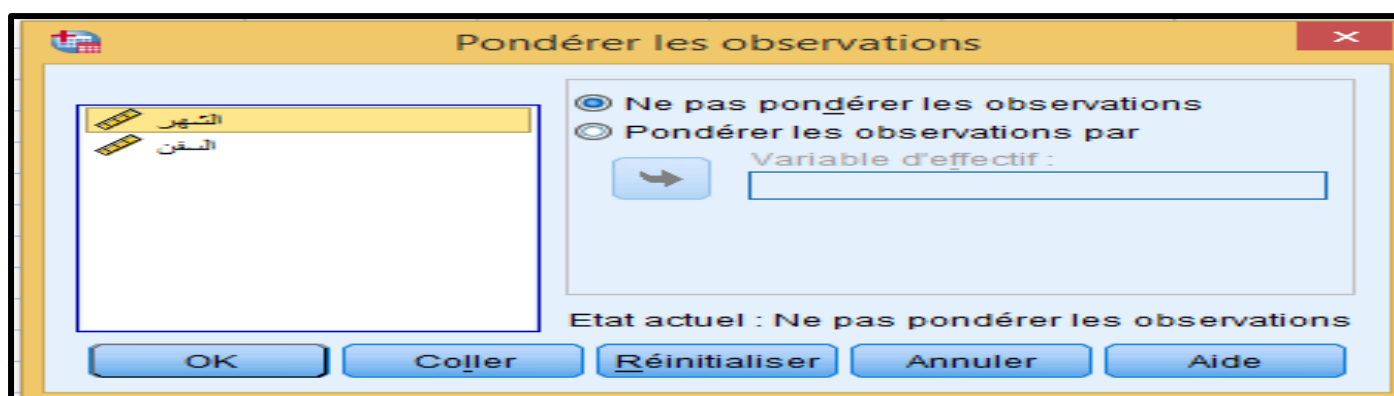 Pondérer les observations
الشهر
السفن
Ne pas pondérer les observations
Pondérer les observations par
Variable d'effectif :
Etat actuel : Ne pas pondérer les observations
OK
Coller
Réinitialiser
Annuler
Aide